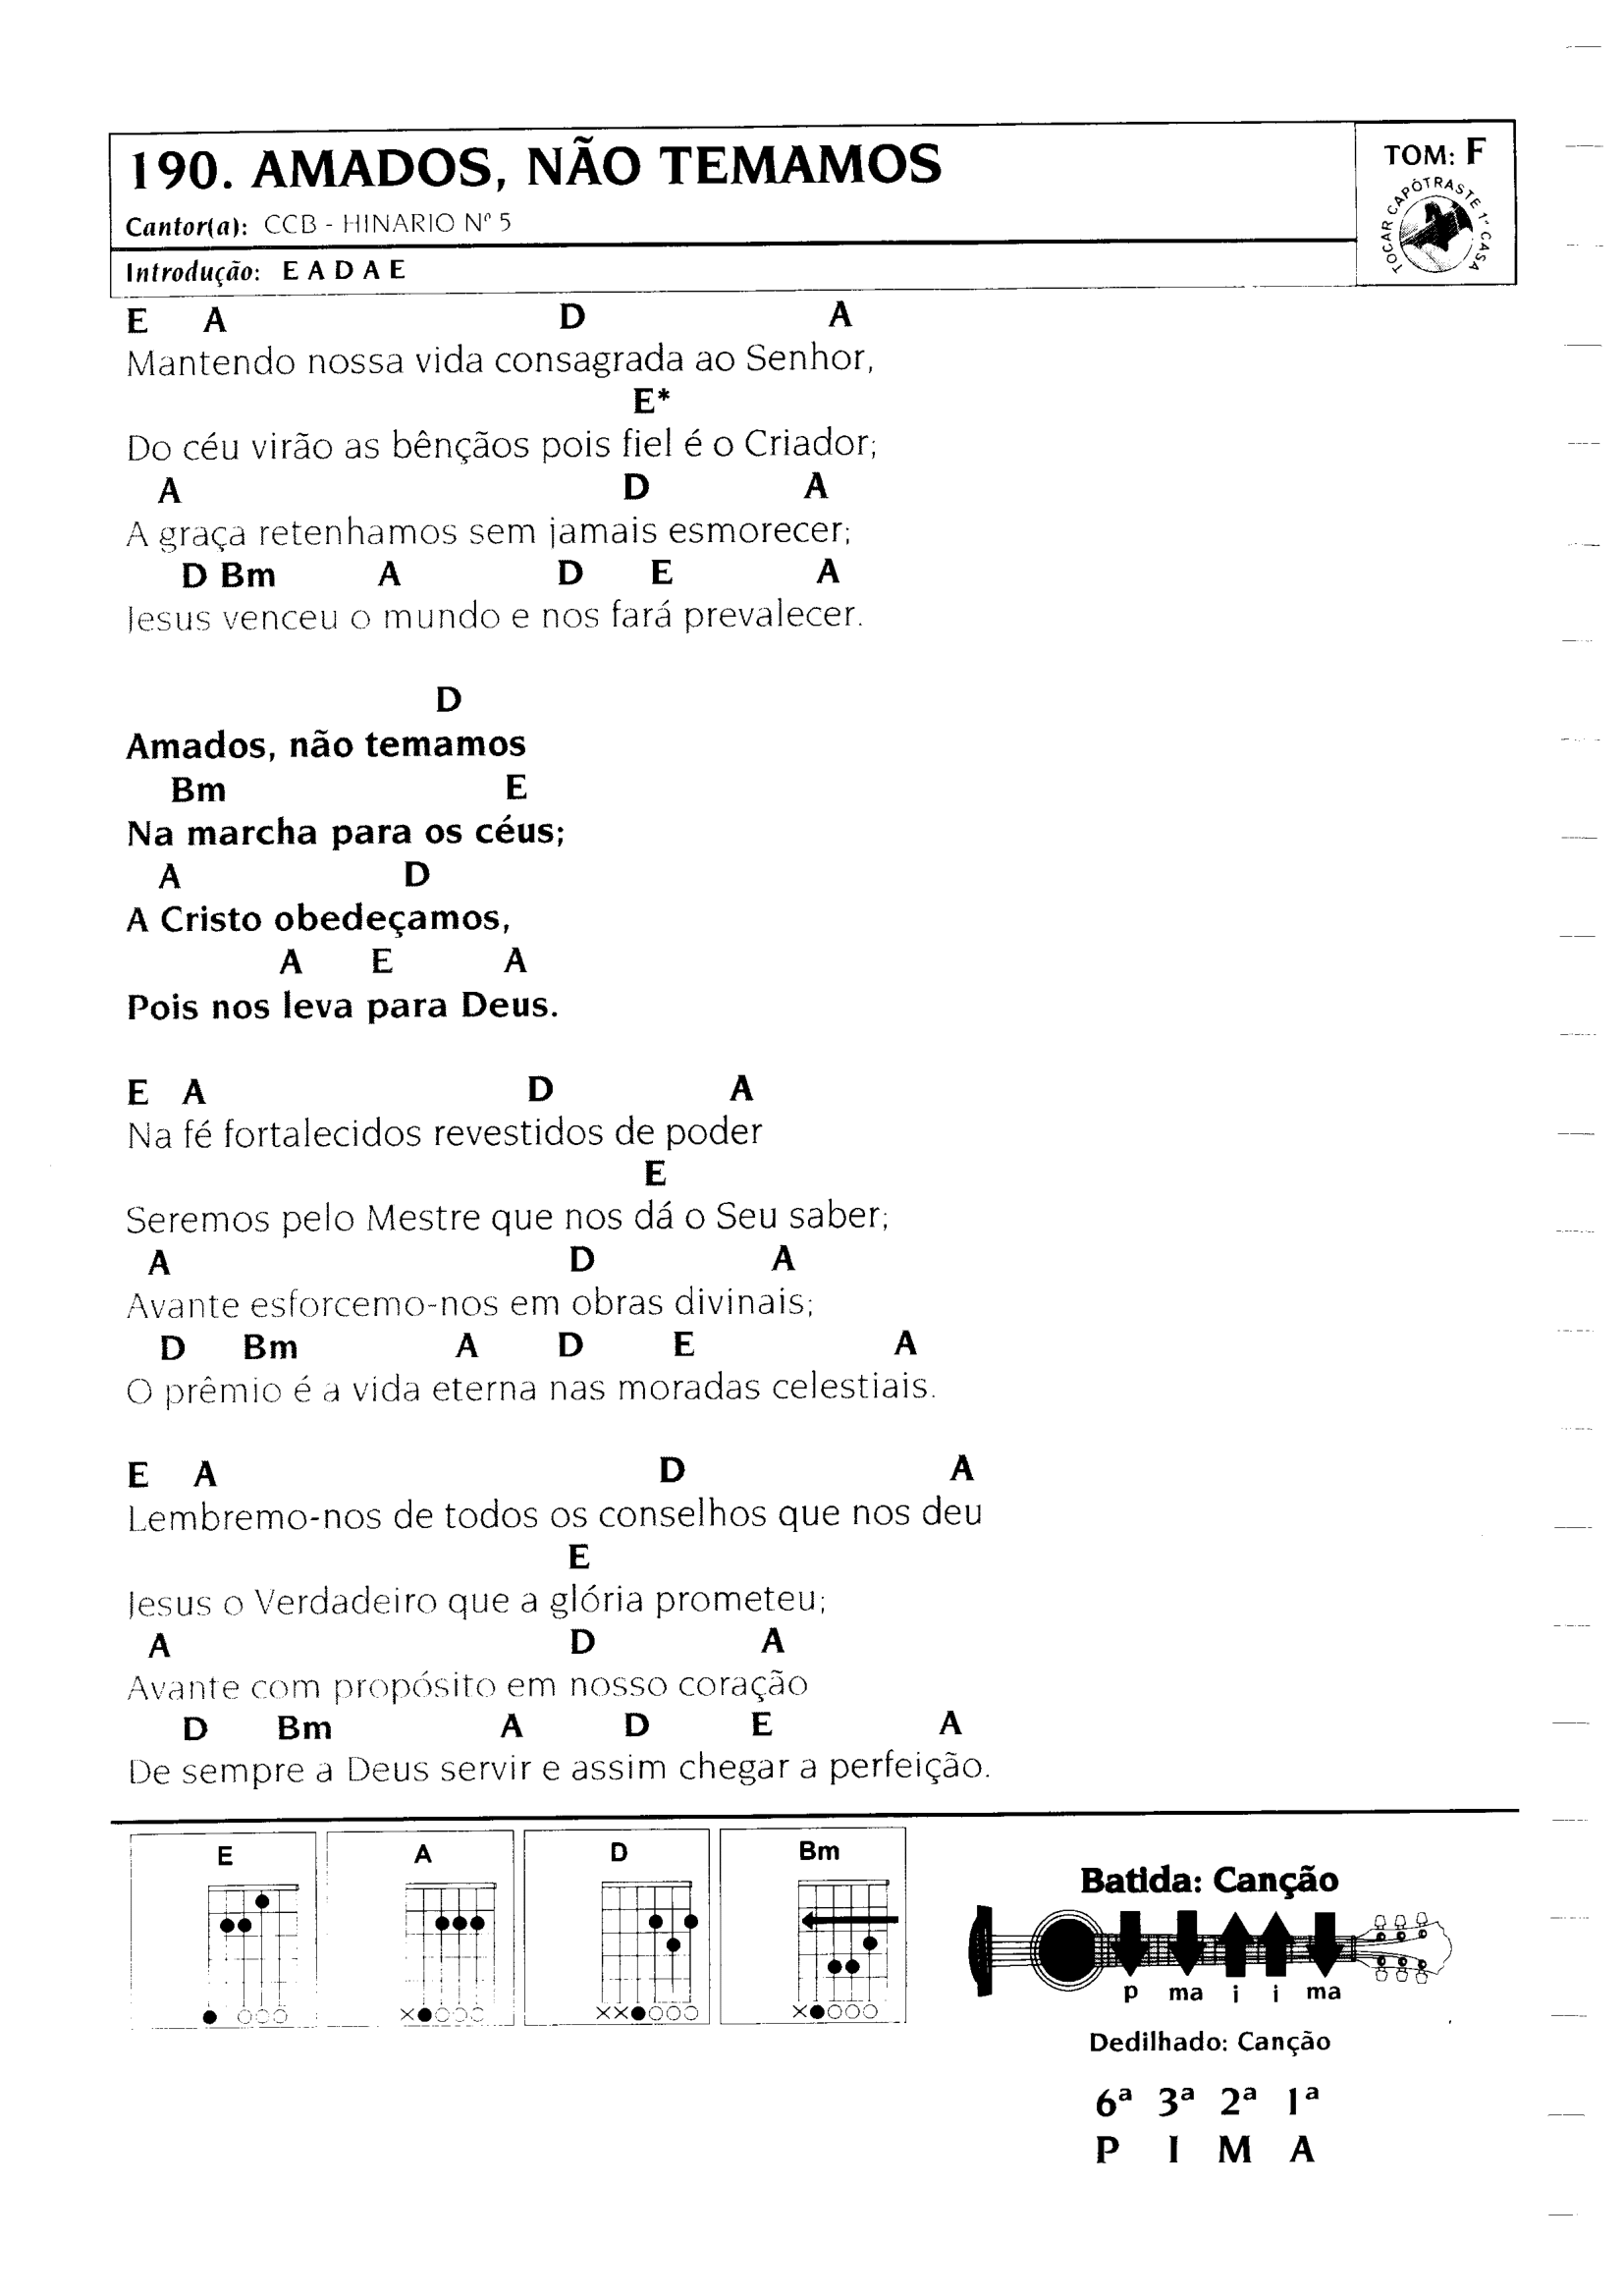 190. AMADOS, NÃO TEMAMOS
TOM: F
Cantor(a): CCB - HINARIO Nº 5
TOCAR CAPÔTRASTE 1ª CASA
Introdução: E A D A E
E A D A
Mantendo nossa vida consagrada ao Senhor,
E*
Do céu virão as bênçãos pois fiel é o Criador;
A D A
A graça retenhamos sem jamais esmorecer;
D Bm A D E A
Jesus venceu o mundo e nos fará prevalecer.
D
Amados, não temamos
Bm E
Na marcha para os céus;
A D
A Cristo obedeçamos,
A E A
Pois nos leva para Deus.
E A D A
Na fé fortalecidos revestidos de poder
E
Seremos pelo Mestre que nos dá o Seu saber;
A D A
Avante esforcemo-nos em obras divinais;
D Bm A D E A
O prêmio é a vida eterna nas moradas celestiais.
E A D A
Lembremo-nos de todos os conselhos que nos deu
E
Jesus o Verdadeiro que a glória prometeu;
A D A
Avante com propósito em nosso coração
D Bm A D E A
De sempre a Deus servir e assim chegar a perfeição.
E A D Bm
Batida: Canção
p ma i i ma
Dedilhado: Canção
6ª 3ª 2ª 1ª
P I M A